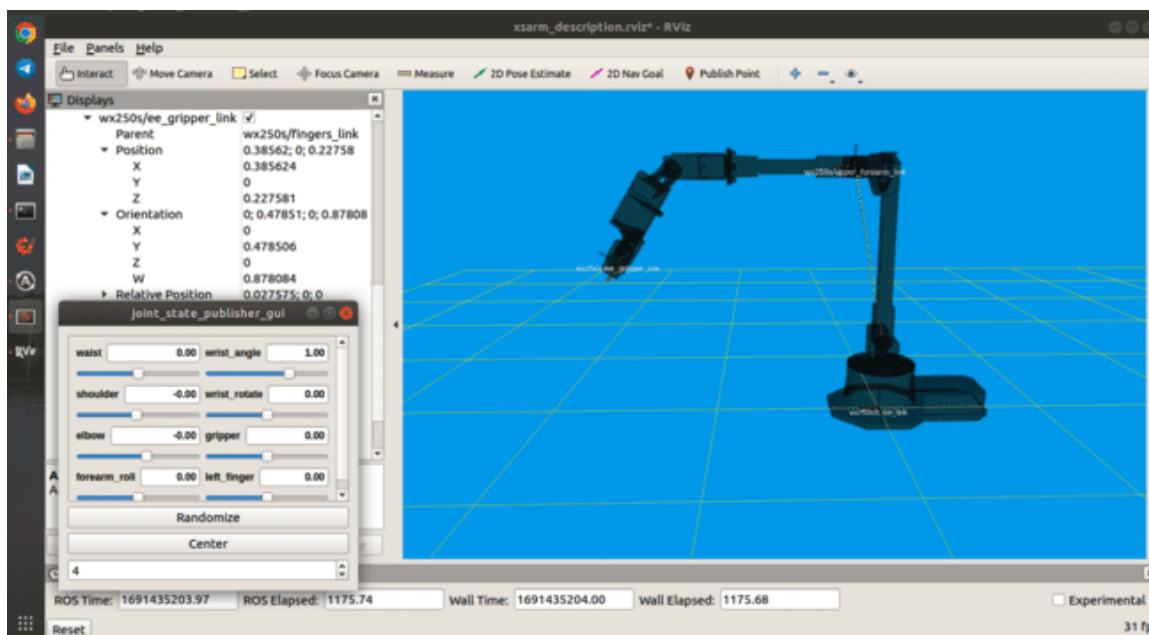 xsarm_description.rviz* - RViz
File Panels Help
Interact Move Camera Select Focus Camera Measure 2D Pose Estimate 2D Nav Goal Publish Point
Displays
wx250s/ee_gripper_link
Parent wx250s/fingers_link
Position 0.38562; 0; 0.22758
X 0.385624
Y 0
Z 0.227581
Orientation 0; 0.47851; 0; 0.87808
X 0
Y 0.478506
Z 0
W 0.878084
Relative Position 0.027575; 0; 0
wx250s/upper_forearm_link
wx250s/ee_gripper_link
joint_state_publisher_gui
waist 0.00 wrist_angle 1.00
shoulder -0.00 wrist_rotate 0.00
elbow -0.00 gripper 0.00
forearm_roll 0.00 left_finger 0.00
Randomize
Center
4
ROS Time: 1691435203.97 ROS Elapsed: 1175.74 Wall Time: 1691435204.00 Wall Elapsed: 1175.68 Experimental
Reset